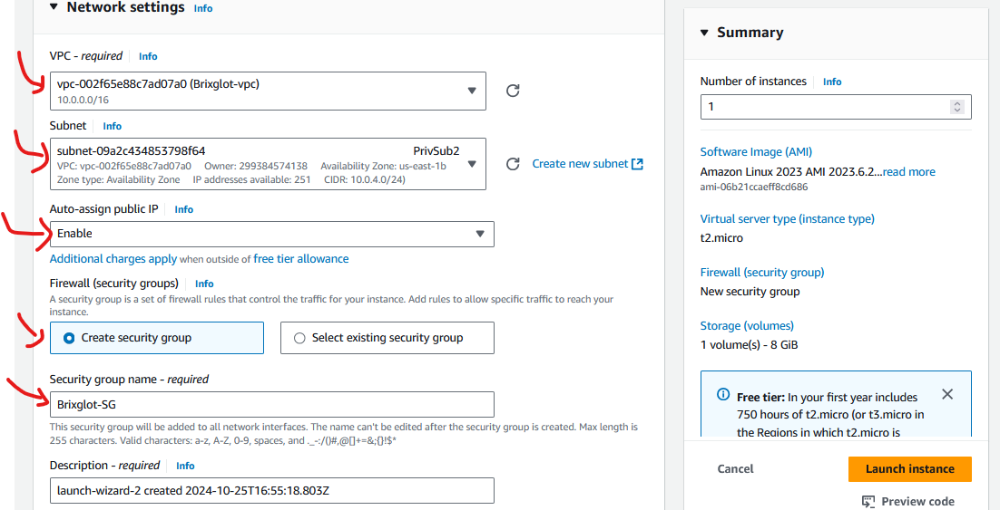 Network settings Info
VPC - required Info
vpc-002f65e88c7ad07a0 (Brixglot-vpc)
10.0.0.0/16
Subnet Info
subnet-09a2c434853798f64 PrivSub2
VPC: vpc-002f65e88c7ad07a0 Owner: 299384574138 Availability Zone: us-east-1b
Zone type: Availability Zone IP addresses available: 251 CIDR: 10.0.4.0/24)
Create new subnet
Auto-assign public IP Info
Enable
Additional charges apply when outside of free tier allowance
Firewall (security groups) Info
A security group is a set of firewall rules that control the traffic for your instance. Add rules to allow specific traffic to reach your
instance.
Create security group
Select existing security group
Security group name - required
Brixglot-SG
This security group will be added to all network interfaces. The name can't be edited after the security group is created. Max length is
255 characters. Valid characters: a-z, A-Z, 0-9, spaces, and ._-:/()#,@[]+=&;{}!$*
Description - required Info
launch-wizard-2 created 2024-10-25T16:55:18.803Z
Summary
Number of instances Info
1
Software Image (AMI)
Amazon Linux 2023 AMI 2023.6.2...read more
ami-06b21ccaeff8cd686
Virtual server type (instance type)
t2.micro
Firewall (security group)
New security group
Storage (volumes)
1 volume(s) - 8 GiB
Free tier: In your first year includes
750 hours of t2.micro (or t3.micro in
the Regions in which t2.micro is
Cancel
Launch instance
Preview code